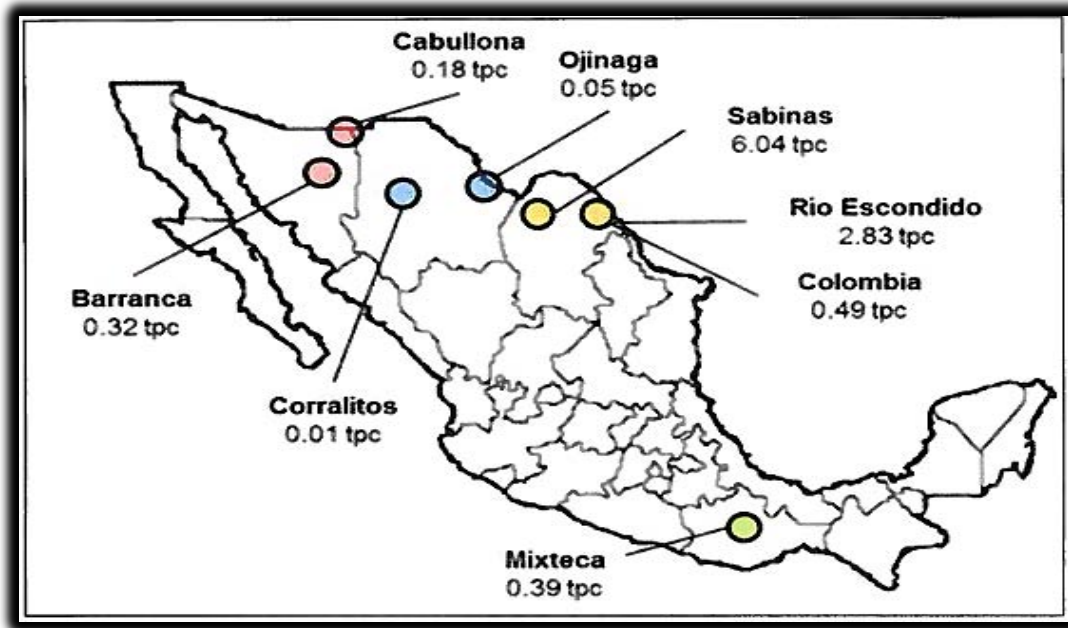 Cabullona
0.18 tpc
Ojinaga
0.05 tpc
Sabinas
6.04 tpc
Rio Escondido
2.83 tpc
Colombia
0.49 tpc
Barranca
0.32 tpc
Corralitos
0.01 tpc
Mixteca
0.39 tpc